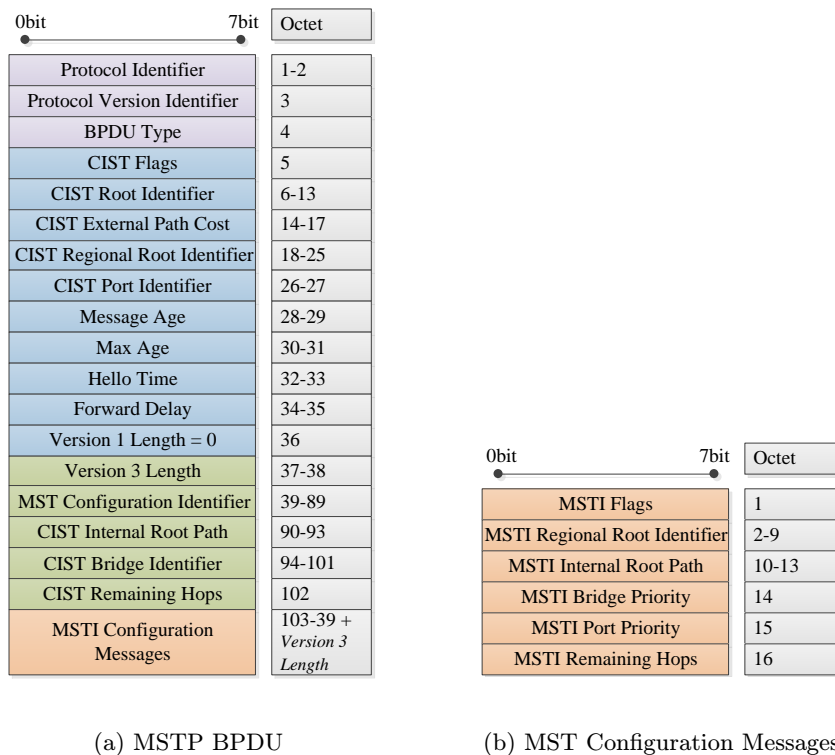 0bit 7bit Octet
Protocol Identifier 1-2
Protocol Version Identifier 3
BPDU Type 4
CIST Flags 5
CIST Root Identifier 6-13
CIST External Path Cost 14-17
CIST Regional Root Identifier 18-25
CIST Port Identifier 26-27
Message Age 28-29
Max Age 30-31
Hello Time 32-33
Forward Delay 34-35
Version 1 Length = 0 36
Version 3 Length 37-38
MST Configuration Identifier 39-89
CIST Internal Root Path 90-93
CIST Bridge Identifier 94-101
CIST Remaining Hops 102
MSTI Configuration
Messages
103-39 +
Version 3
Length
(a) MSTP BPDU
0bit 7bit Octet
MSTI Flags 1
MSTI Regional Root Identifier 2-9
MSTI Internal Root Path 10-13
MSTI Bridge Priority 14
MSTI Port Priority 15
MSTI Remaining Hops 16
(b) MST Configuration Messages